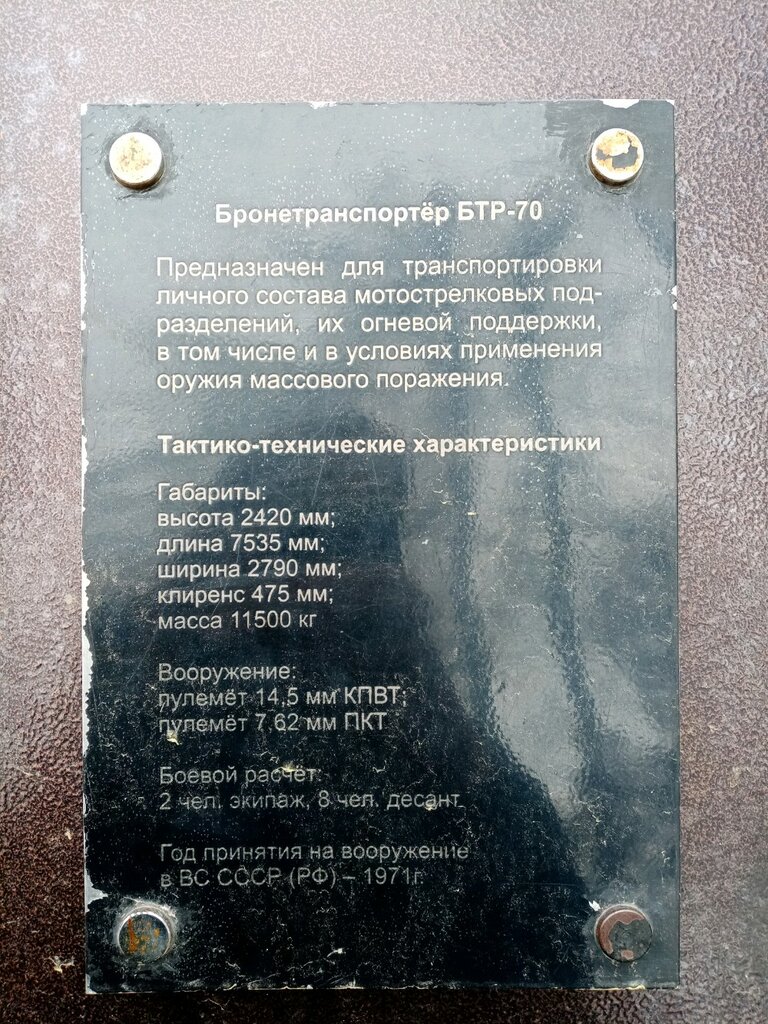 Бронетранспортёр БТР-70
Предназначен для транспортировки
личного состава мотострелковых под-
разделений, их огневой поддержки,
в том числе и в условиях применения
оружия массового поражения.
Тактико-технические характеристики
Габариты:
высота 2420 мм;
длина 7535 мм;
ширина 2790 мм;
клиренс 475 мм;
масса 11500 кг
Вооружение:
пулемёт 14,5 мм КПВТ;
пулемёт 7,62 мм ПКТ
Боевой расчёт:
2 чел. экипаж, 8 чел. десант
Год принятия на вооружение
в ВС СССР (РФ) – 1971г.